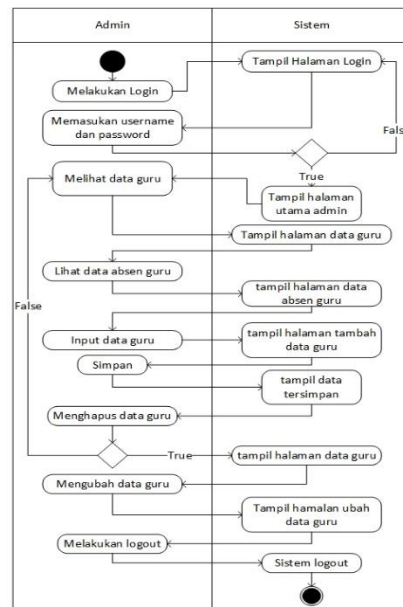 Admin
Sistem
Tampil Halaman Login
Melakukan Login
Memasukan username
dan password
Fals
True
Melihat data guru
Tampil halaman
utama admin
Tampil halaman data guru
Lihat data absen guru
tampil halaman data
absen guru
False
Input data guru
tampil halaman tambah
data guru
Simpan
tampil data
tersimpan
Menghapus data guru
True
tampil halaman data guru
Mengubah data guru
Tampil hamalan ubah
data guru
Melakukan logout
Sistem logout